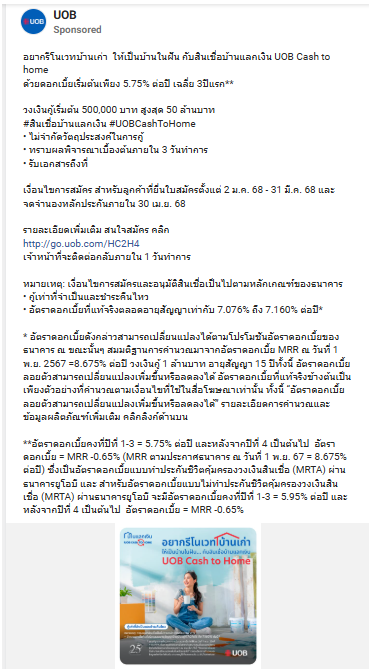 UOB
Sponsored
อยากรีโนเวทบ้านเก่า ให้เป็นบ้านในฝัน กับสินเชื่อบ้านแลกเงิน UOB Cash to
home
ด้วยดอกเบี้ยเริ่มต้นเพียง 5.75% ต่อปี เฉลี่ย 3ปีแรก**
วงเงินกู้เริ่มต้น 500,000 บาท สูงสุด 50 ล้านบาท
#สินเชื่อบ้านแลกเงิน #UOBCashToHome
• ไม่จำกัดวัตถุประสงค์ในการกู้
• ทราบผลพิจารณาเบื้องต้นภายใน 3 วันทำการ
• รับเอกสารถึงที่
เงื่อนไขการสมัคร สำหรับลูกค้าที่ยื่นใบสมัครตั้งแต่ 2 ม.ค. 68 - 31 มี.ค. 68 และ
จดจำนองหลักประกันภายใน 30 เม.ย. 68
รายละเอียดเพิ่มเติม สนใจสมัคร คลิก
http://go.uob.com/HC2H4
เจ้าหน้าที่จะติดต่อกลับภายใน 1 วันทำการ
หมายเหตุ: เงื่อนไขการสมัครและอนุมัติสินเชื่อเป็นไปตามหลักเกณฑ์ของธนาคาร
• กู้เท่าที่จำเป็นและชำระคืนไหว
• อัตราดอกเบี้ยที่แท้จริงตลอดอายุสัญญาเท่ากับ 7.076% ถึง 7.160% ต่อปี*
* อัตราดอกเบี้ยดังกล่าวสามารถเปลี่ยนแปลงได้ตามโปรโมชันอัตราดอกเบี้ยของ
ธนาคาร ณ ขณะนั้นๆ สมมติฐานการคำนวณมาจากอัตราดอกเบี้ย MRR ณ วันที่ 1
พ.ย. 2567 =8.675% ต่อปี วงเงินกู้ 1 ล้านบาท อายุสัญญา 15 ปีทั้งนี้ อัตราดอกเบี้ย
ลอยตัวสามารถเปลี่ยนแปลงเพิ่มขึ้นหรือลดลงได้ อัตราดอกเบี้ยที่แท้จริงข้างต้นเป็น
เพียงตัวอย่างที่คำนวณตามเงื่อนไขที่ใช้ในสื่อโฆษณาเท่านั้น ทั้งนี้ "อัตราดอกเบี้ย
ลอยตัวสามารถเปลี่ยนแปลงเพิ่มขึ้นหรือลดลงได้" รายละเอียดการคำนวณและ
ข้อมูลผลิตภัณฑ์เพิ่มเติม คลิกลิงก์ด้านบน
**อัตราดอกเบี้ยคงที่ปีที่ 1-3 = 5.75% ต่อปี และหลังจากปีที่ 4 เป็นต้นไป อัตรา
ดอกเบี้ย = MRR -0.65% (MRR ตามประกาศธนาคาร ณ วันที่ 1 พ.ย. 67 = 8.675%
ต่อปี) ซึ่งเป็นอัตราดอกเบี้ยแบบทำประกันชีวิตคุ้มครองวงเงินสินเชื่อ (MRTA) ผ่าน
ธนาคารยูโอบี และ สำหรับอัตราดอกเบี้ยแบบไม่ทำประกันชีวิตคุ้มครองวงเงินสิน
เชื่อ (MRTA) ผ่านธนาคารยูโอบี จะมีอัตราดอกเบี้ยคงที่ปีที่ 1-3 = 5.95% ต่อปี และ
หลังจากปีที่ 4 เป็นต้นไป อัตราดอกเบี้ย = MRR -0.65%
อยากรีโนเวทบ้านเก่า
ให้เป็นบ้านในฝัน... กับสินเชื่อบ้านแลกเงิน
UOB Cash to Home
25
UOB